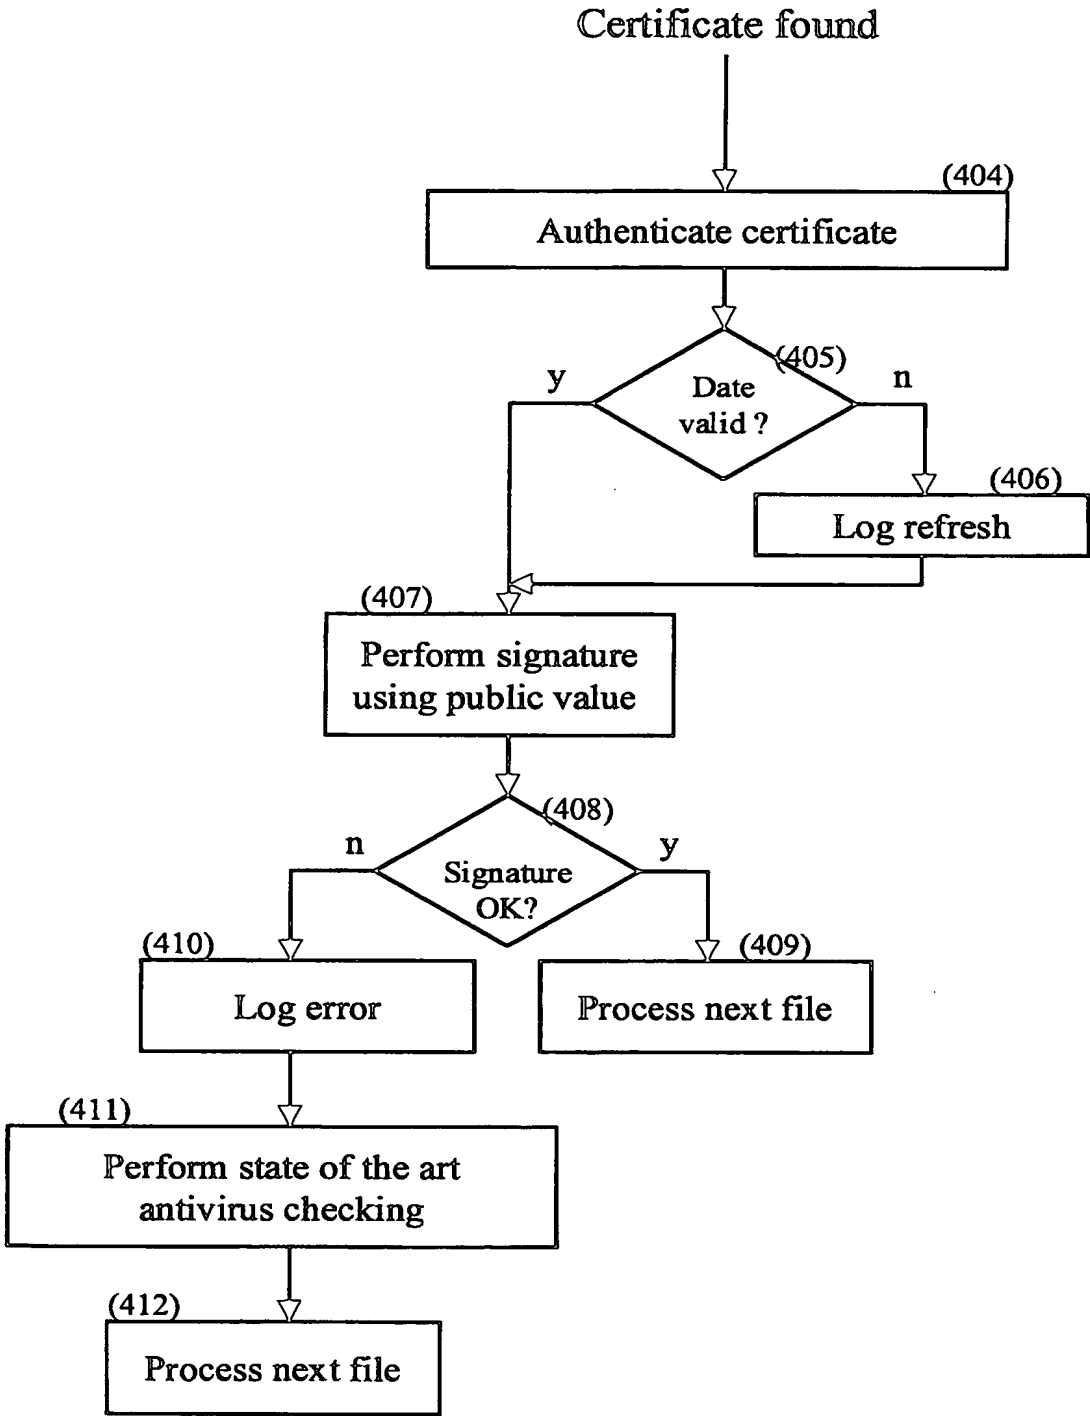 Certificate found
(404)
Authenticate certificate
(405)
y
n
Date
valid ?
(406)
Log refresh
(407)
Perform signature
using public value
(408)
n
y
Signature
OK?
(410)
(409)
Log error
Process next file
(411)
Perform state of the art
antivirus checking
(412)
Process next file